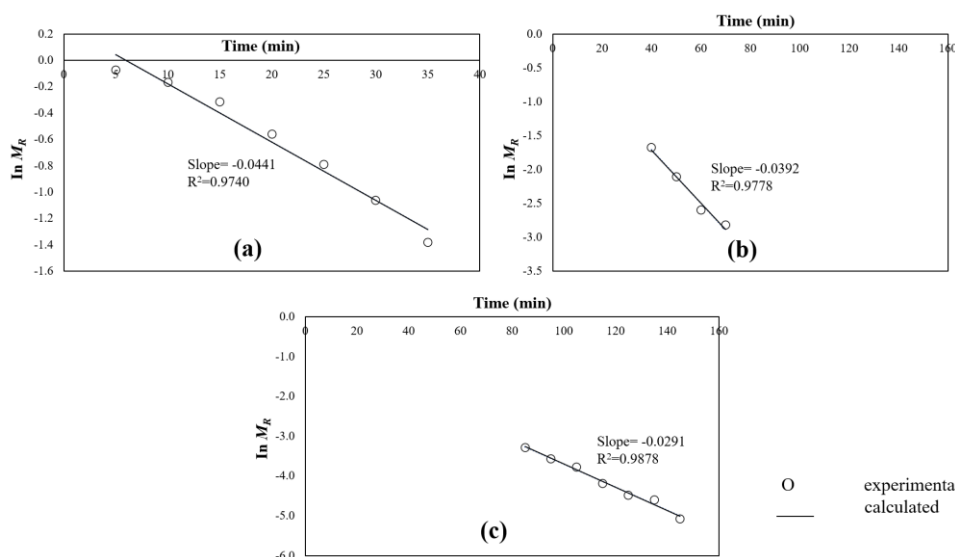 Time (min)
0.2
0.0
-0.2
-0.4
-0.6
-0.8
-1.0
-1.2
-1.4
-1.6
0 5 10 15 20 25 30 35 40
ln M_R
Slope= -0.0441
R²=0.9740
(a)
Time (min)
0.0
-0.5
-1.0
-1.5
-2.0
-2.5
-3.0
-3.5
0 20 40 60 80 100 120 140 160
ln M_R
Slope= -0.0392
R²=0.9778
(b)
Time (min)
0.0
-1.0
-2.0
-3.0
-4.0
-5.0
-6.0
0 20 40 60 80 100 120 140 160
ln M_R
Slope= -0.0291
R²=0.9878
(c)
experimenta
calculated